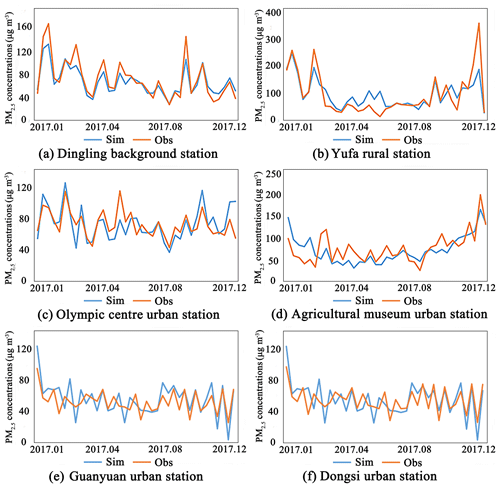 PM2.5 concentrations (μg m-3)
200
160
120
80
40
0
2017.01 2017.04 2017.08 2017.12
Sim Obs
(a) Dingling background station
PM2.5 concentrations (μg m-3)
400
300
200
100
0
2017.01 2017.04 2017.08 2017.12
Sim Obs
(b) Yufa rural station
PM2.5 concentrations (μg m-3)
120
80
40
0
2017.01 2017.04 2017.08 2017.12
Sim Obs
(c) Olympic centre urban station
PM2.5 concentrations (μg m-3)
250
200
150
100
50
0
2017.01 2017.04 2017.08 2017.12
Sim Obs
(d) Agricultural museum urban station
PM2.5 concentrations (μg m-3)
120
80
40
0
2017.01 2017.04 2017.08 2017.12
Sim Obs
(e) Guanyuan urban station
PM2.5 concentrations (μg m-3)
120
80
40
0
2017.01 2017.04 2017.08 2017.12
Sim Obs
(f) Dongsi urban station